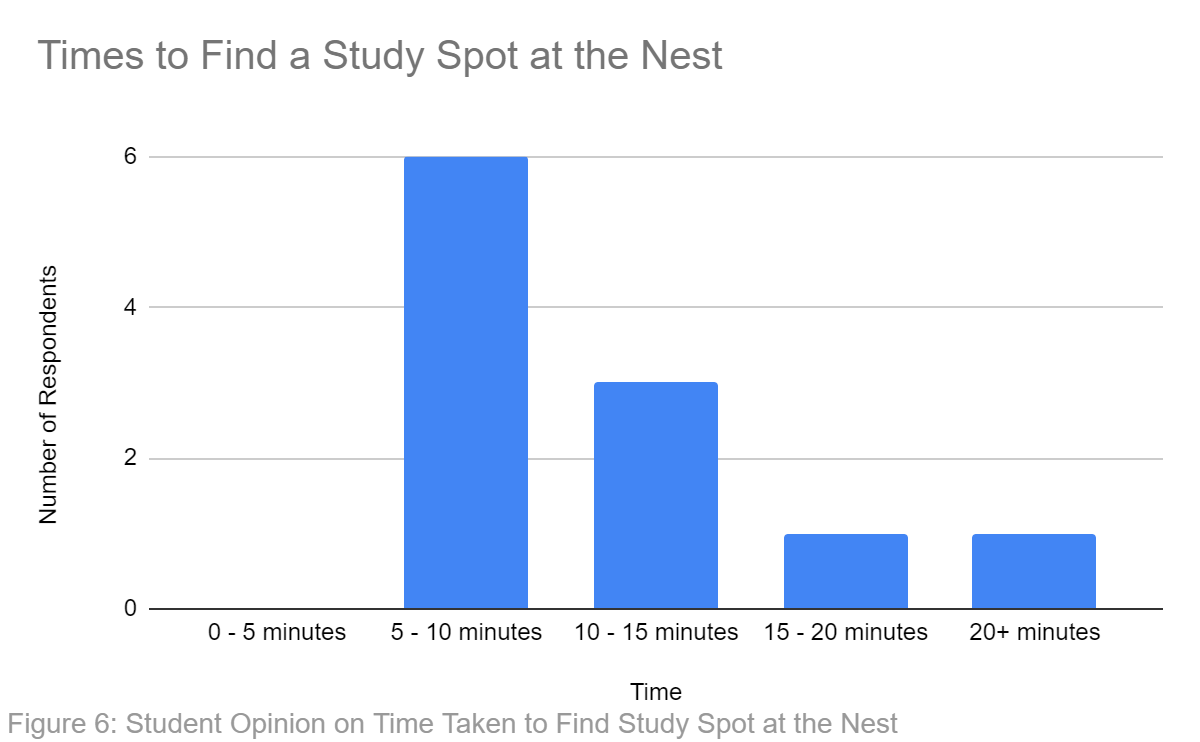 Times to Find a Study Spot at the Nest
6
4
2
0
Number of Respondents
0 - 5 minutes
5 - 10 minutes
10 - 15 minutes
15 - 20 minutes
20+ minutes
Time
Figure 6: Student Opinion on Time Taken to Find Study Spot at the Nest